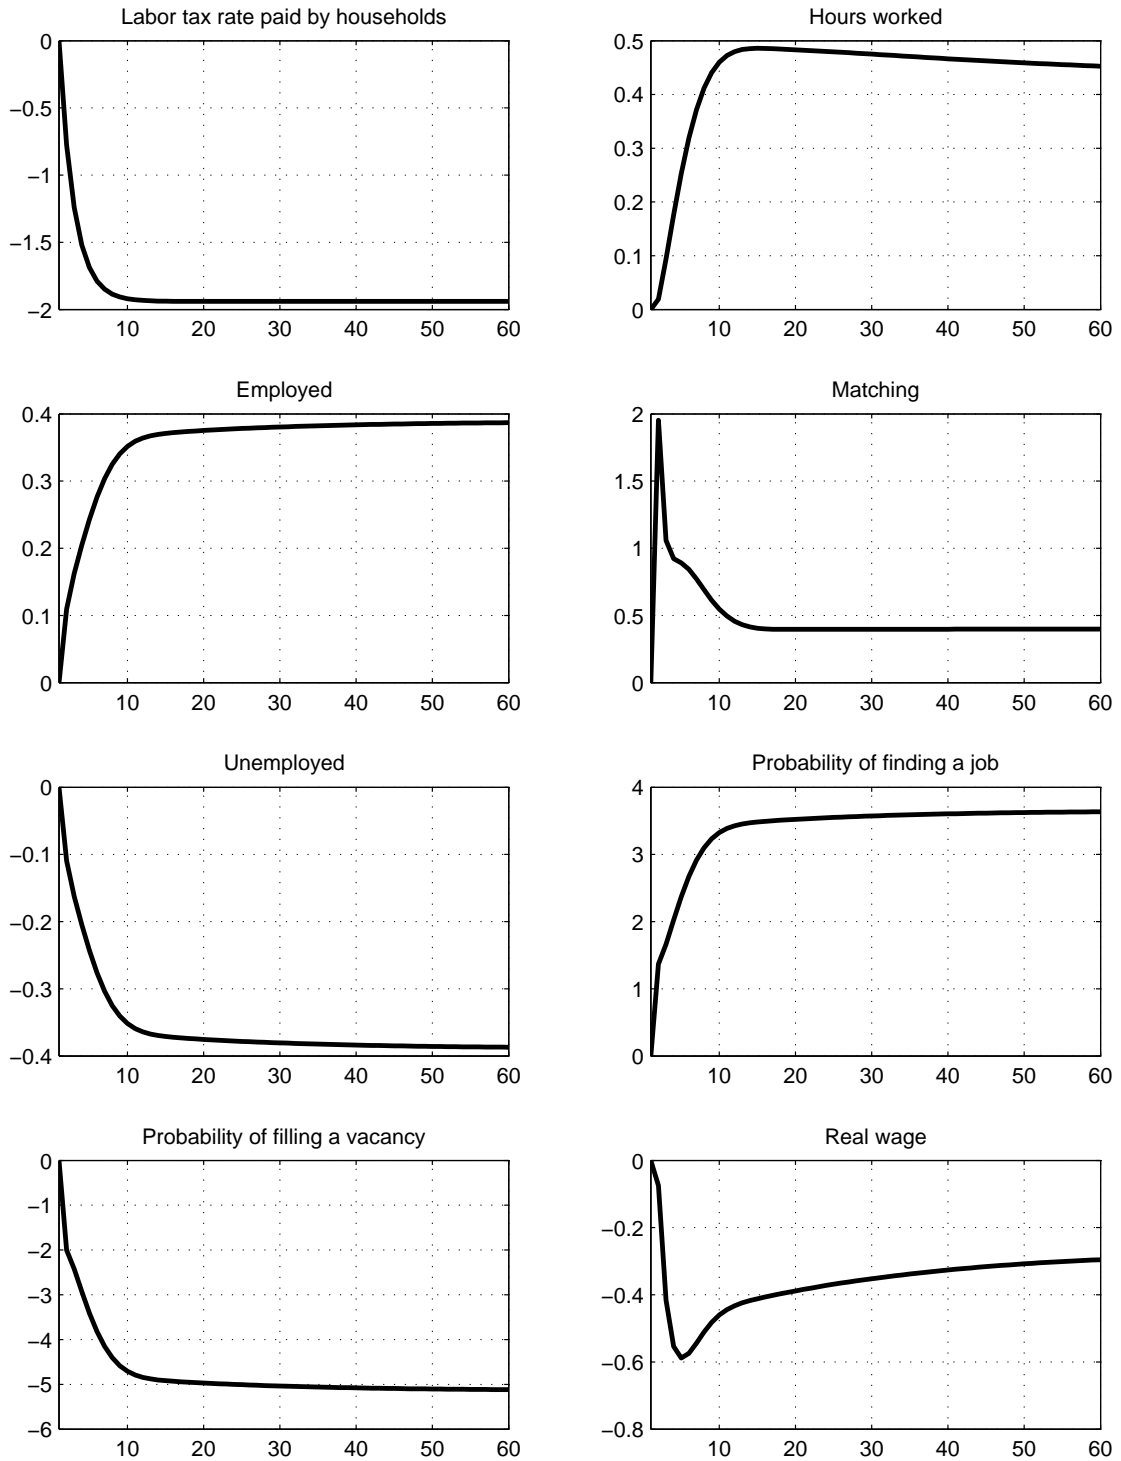 Labor tax rate paid by households
0
−0.5
−1
−1.5
−2
10 20 30 40 50 60
Hours worked
0.5
0.4
0.3
0.2
0.1
0
10 20 30 40 50 60
Employed
0.4
0.3
0.2
0.1
0
10 20 30 40 50 60
Matching
2
1.5
1
0.5
0
10 20 30 40 50 60
Unemployed
0
−0.1
−0.2
−0.3
−0.4
10 20 30 40 50 60
Probability of finding a job
4
3
2
1
0
10 20 30 40 50 60
Probability of filling a vacancy
0
−1
−2
−3
−4
−5
−6
10 20 30 40 50 60
Real wage
0
−0.2
−0.4
−0.6
−0.8
10 20 30 40 50 60